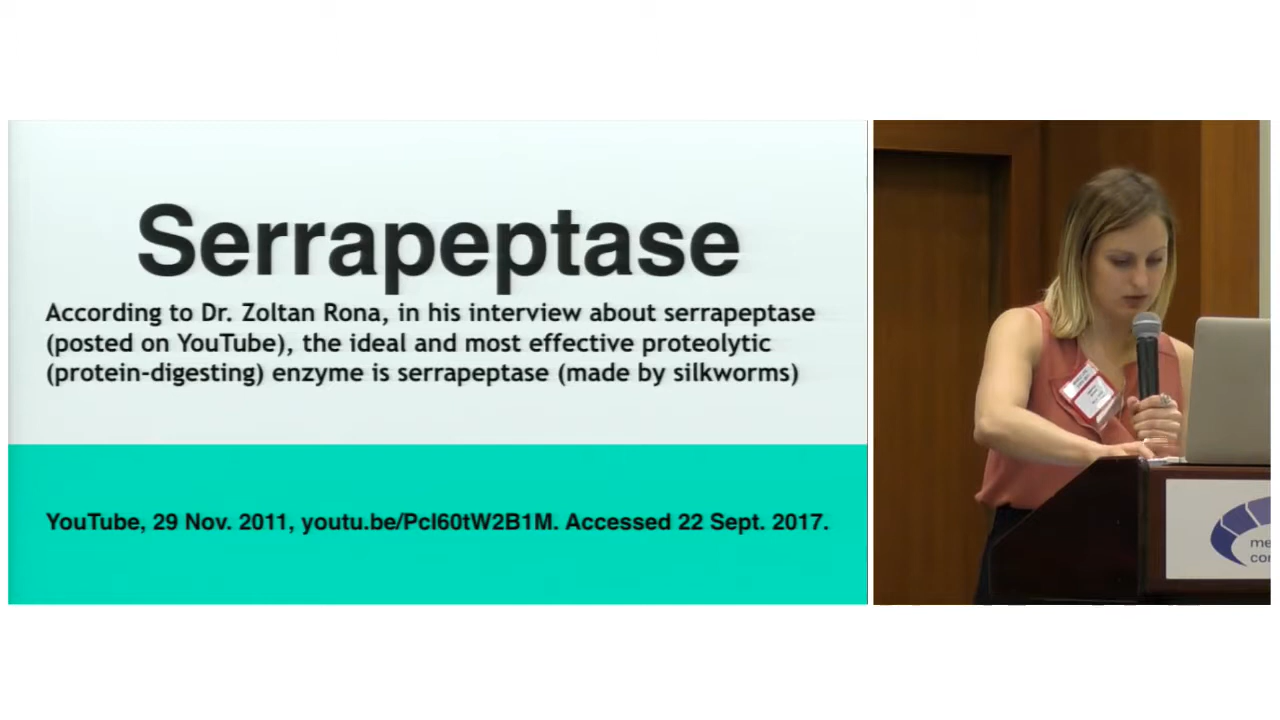 Serrapeptase
According to Dr. Zoltan Rona, in his interview about serrapeptase
(posted on YouTube), the ideal and most effective proteolytic
(protein-digesting) enzyme is serrapeptase (made by silkworms)
YouTube, 29 Nov. 2011, youtu.be/Pcl60tW2B1M. Accessed 22 Sept. 2017.
me
con